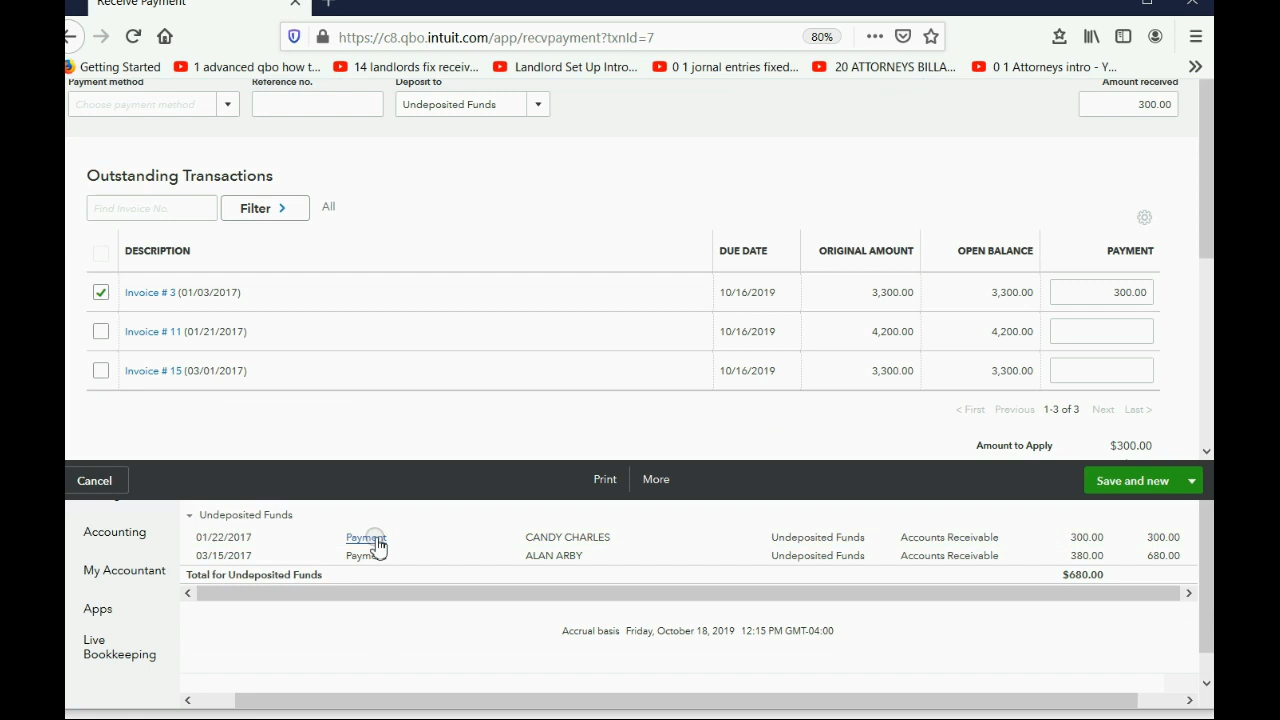 Receive Payment
https://c8.qbo.intuit.com/app/recvpayment?txnId=7 80%
Getting Started 1 advanced qbo how t... 14 landlords fix receiv... Landlord Set Up Intro... 0 1 jornal entries fixed... 20 ATTORNEYS BILLA... 0 1 Attorneys intro - Y...
Payment method Reference no. Deposit to Amount received
Choose payment method Undeposited Funds 300.00
Outstanding Transactions
Find Invoice No. Filter > All
DESCRIPTION DUE DATE ORIGINAL AMOUNT OPEN BALANCE PAYMENT
Invoice # 3 (01/03/2017) 10/16/2019 3,300.00 3,300.00 300.00
Invoice # 11 (01/21/2017) 10/16/2019 4,200.00 4,200.00
Invoice # 15 (03/01/2017) 10/16/2019 3,300.00 3,300.00
< First Previous 1-3 of 3 Next Last >
Amount to Apply $300.00
Cancel Print More Save and new
Undeposited Funds
Accounting 01/22/2017 Payment CANDY CHARLES Undeposited Funds Accounts Receivable 300.00 300.00
03/15/2017 ALAN ARBY Undeposited Funds Accounts Receivable 380.00 680.00
My Accountant Total for Undeposited Funds $680.00
Apps
Accrual basis Friday, October 18, 2019 12:15 PM GMT-04:00
Live
Bookkeeping